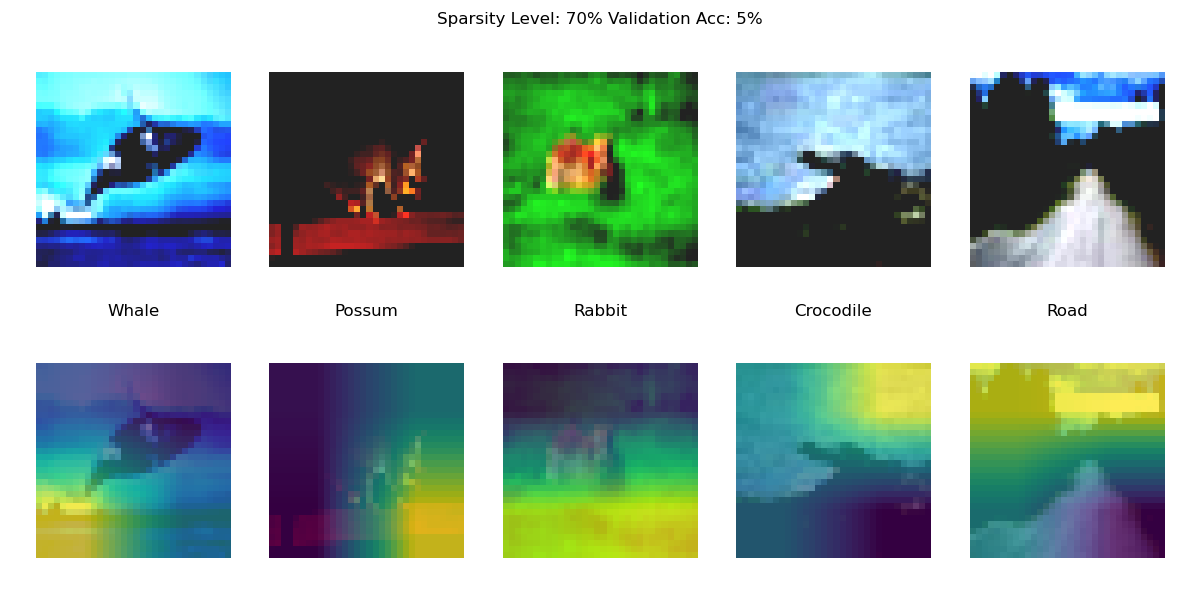 Sparsity Level: 70% Validation Acc: 5%
Whale
Possum
Rabbit
Crocodile
Road